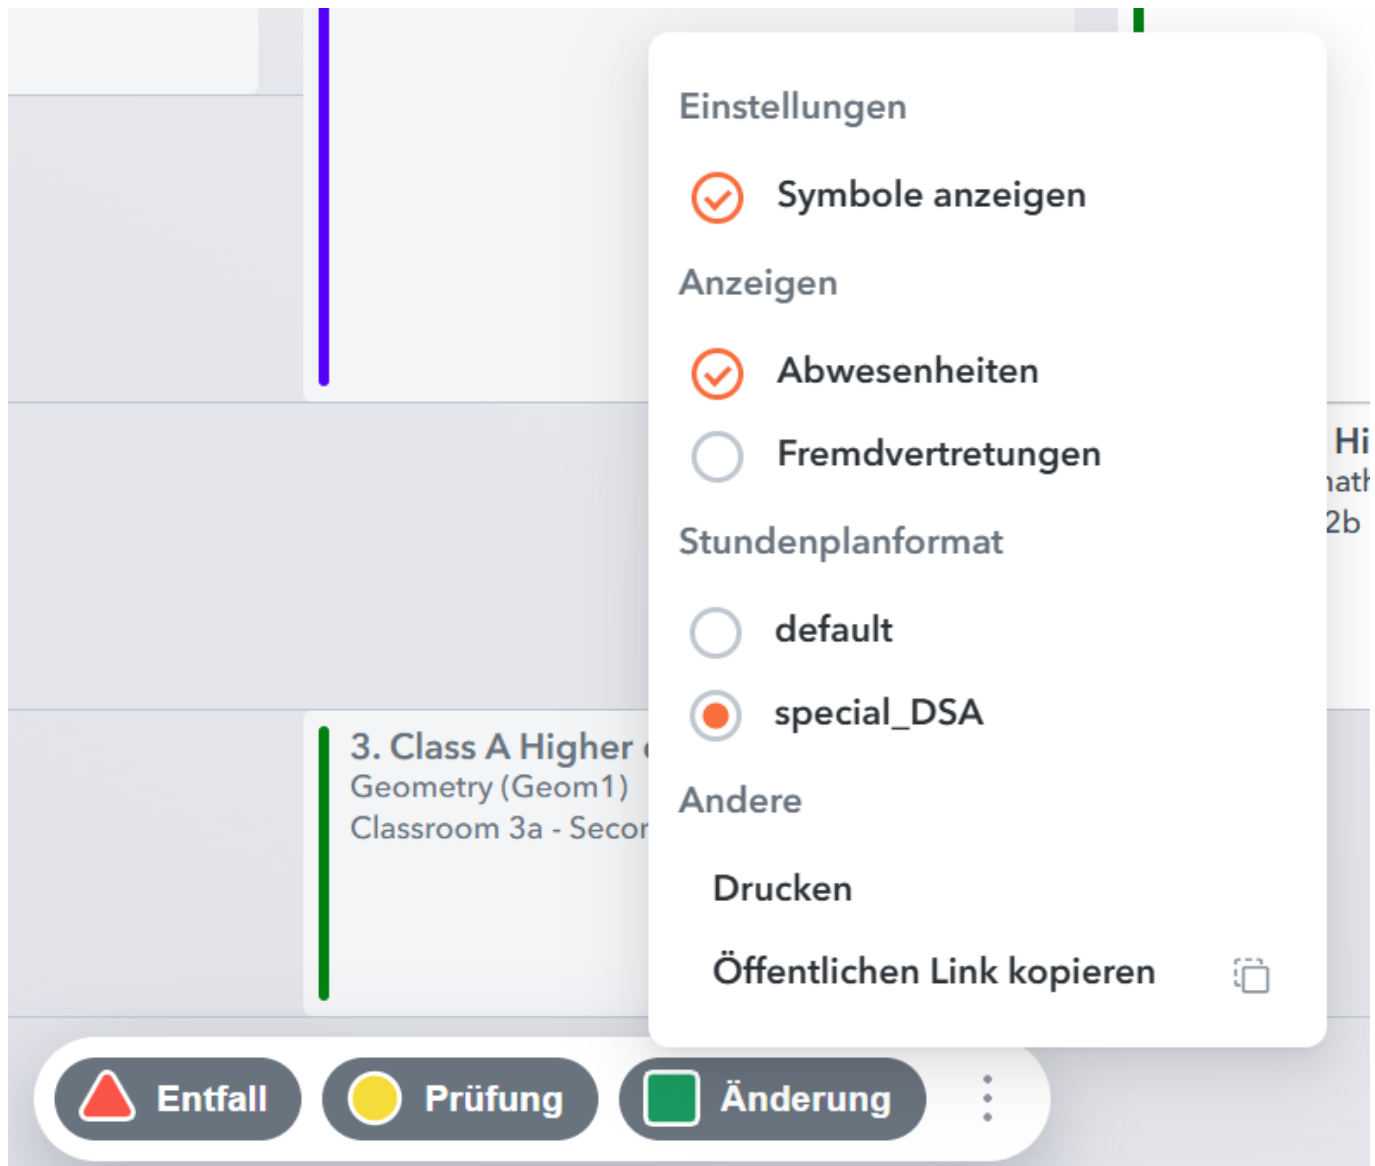 Einstellungen
Symbole anzeigen
Anzeigen
Abwesenheiten
Fremdvertretungen
Stundenplanformat
default
special_DSA
Andere
Drucken
Öffentlichen Link kopieren
Hi
2b
3. Class A Higher
Geometry (Geom1)
Classroom 3a - Secon
Entfall
Prüfung
Änderung